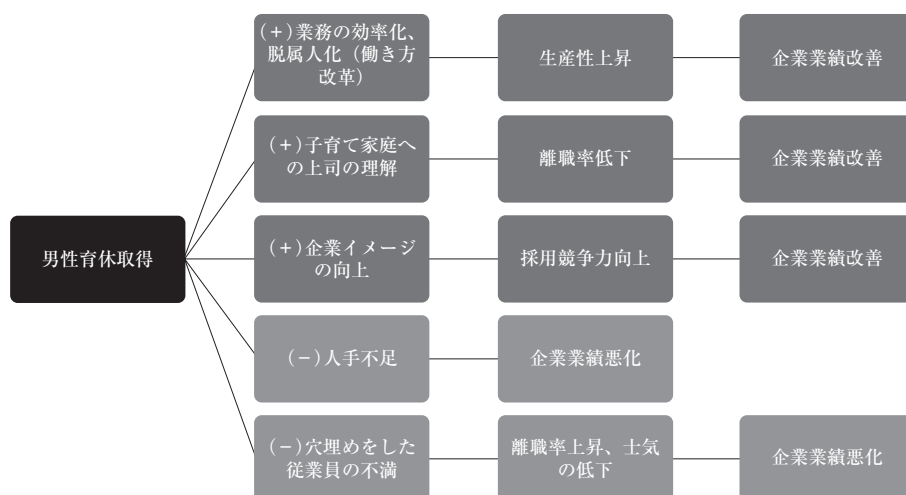 (+)業務の効率化、
脱属人化（働き方
改革）
生産性上昇
企業業績改善
(+)子育て家庭へ
の上司の理解
離職率低下
企業業績改善
男性育休取得
(+)企業イメージ
の向上
採用競争力向上
企業業績改善
(−)人手不足
企業業績悪化
(−)穴埋めをした
従業員の不満
離職率上昇、士気
の低下
企業業績悪化